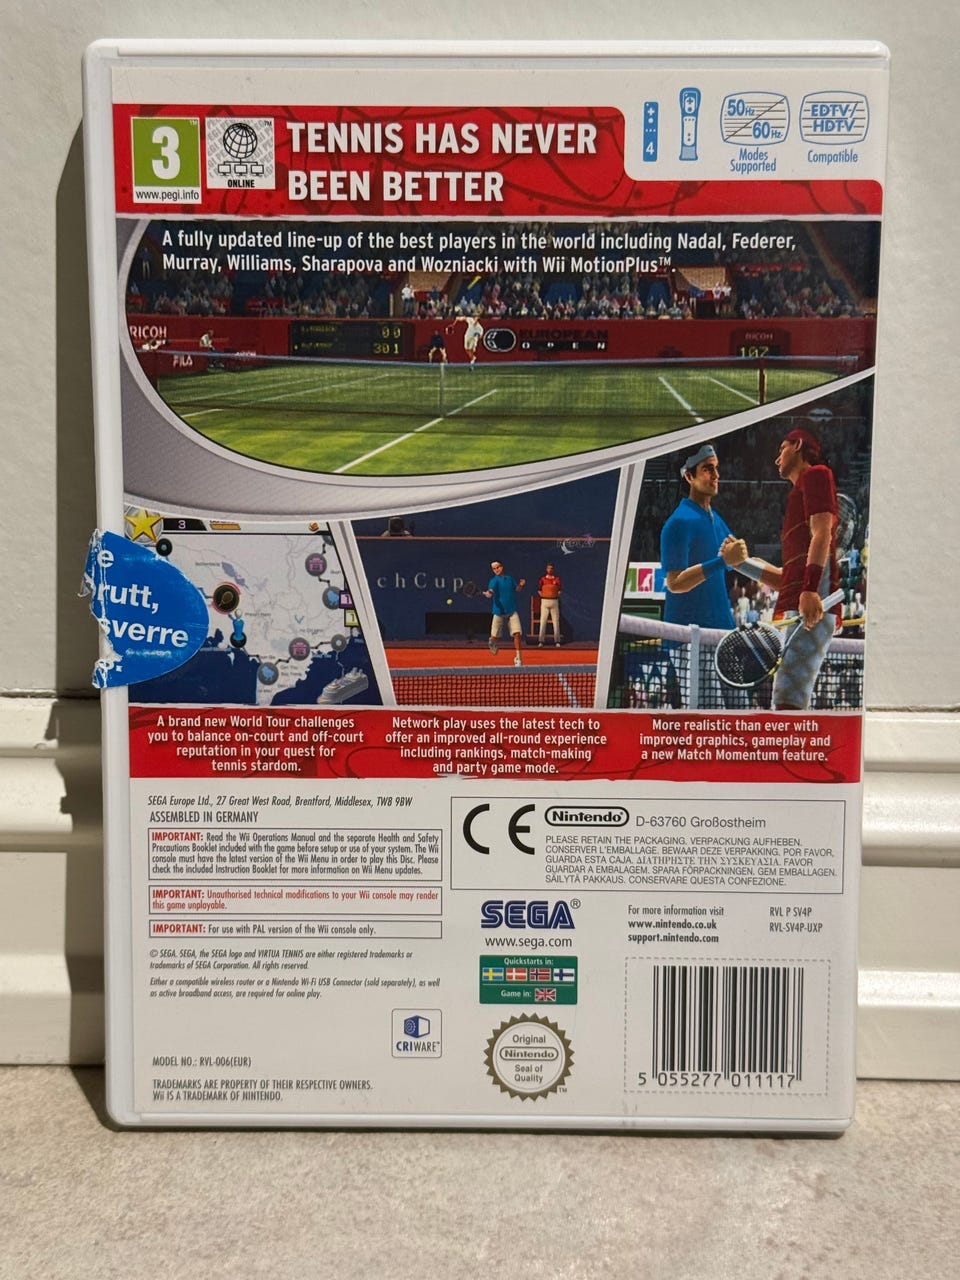 3
www.pegi.info
ONLINE
TENNIS HAS NEVER
BEEN BETTER
4
50Hz
60Hz
Modes
Supported
EDTV/
HDTV
Compatible
A fully updated line-up of the best players in the world including Nadal, Federer,
Murray, Williams, Sharapova and Wozniacki with Wii MotionPlus™.
RICOH
FILA
0 0
30 1
EUROPEAN
OPEN
RICOH
107
3
e
rutt,
sverre
chCup
REPLAY
A brand new World Tour challenges
you to balance on-court and off-court
reputation in your quest for
tennis stardom.
Network play uses the latest tech to
offer an improved all-round experience
including rankings, match-making
and party game mode.
More realistic than ever with
improved graphics, gameplay and
a new Match Momentum feature.
SEGA Europe Ltd., 27 Great West Road, Brentford, Middlesex, TW8 9BW
ASSEMBLED IN GERMANY
IMPORTANT: Read the Wii Operations Manual and the separate Health and Safety
Precautions Booklet included with the game before setup or use of your system. The Wii
console must have the latest version of the Wii Menu in order to play this Disc. Please
check the included Instruction Booklet for more information on Wii Menu updates.
IMPORTANT: Unauthorised technical modifications to your Wii console may render
this game unplayable.
IMPORTANT: For use with PAL version of the Wii console only.
© SEGA. SEGA, the SEGA logo and VIRTUA TENNIS are either registered trademarks or
trademarks of SEGA Corporation. All rights reserved.
Either a compatible wireless router or a Nintendo Wi-Fi USB Connector (sold separately), as well
as active broadband access, are required for online play.
CRIWARE™
MODEL NO.: RVL-006(EUR)
TRADEMARKS ARE PROPERTY OF THEIR RESPECTIVE OWNERS.
Wii IS A TRADEMARK OF NINTENDO.
CE
Nintendo®
D-63760 Großostheim
PLEASE RETAIN THE PACKAGING. VERPACKUNG AUFHEBEN.
CONSERVER L'EMBALLAGE. BEWAAR DEZE VERPAKKING, POR FAVOR,
GUARDA ESTA CAJA. ΔΙΑΤΗΡΗΣΤΕ ΤΗΝ ΣΥΣΚΕΥΑΣΙΑ. FAVOR
GUARDAR A EMBALAGEM. SPARA FÖRPACKNINGEN. GEM EMBALLAGEN.
SÄILYTÄ PAKKAUS. CONSERVARE QUESTA CONFEZIONE.
SEGA®
www.sega.com
Quickstarts in:
Game in:
Original
Nintendo
Seal of
Quality
™
For more information visit
www.nintendo.co.uk
support.nintendo.com
RVL P SV4P
RVL-SV4P-UXP
5 055277 011117